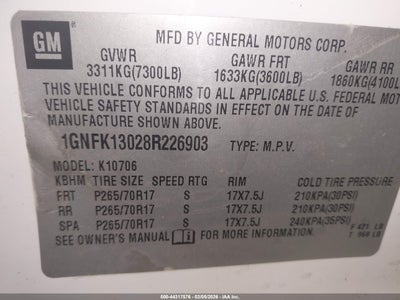 GM
MFD BY GENERAL MOTORS CORP.
GVWR GAWR FRT GAWR RR
3311KG(7300LB) 1633KG(3600LB) 1860KG(4100L
THIS VEHICLE CONFORMS TO ALL APPLICABLE U.S. FEDERAL MOT
VEHICLE SAFETY STANDARDS IN EFFECT ON THE DATE OF
MANUFACTURE SHOWN ABOVE.
1GNFK13028R226903 TYPE: M.P.V.
MODEL: K10706
KBHM TIRE SIZE SPEED RTG RIM COLD TIRE PRESSURE
FRT P265/70R17 S 17X7.5J 210KPA(30PSI)
RR P265/70R17 S 17X7.5J 210KPA(30PSI)
SPA P265/70R17 S 17X7.5J 240KPA(35PSI)
SEE OWNER'S MANUAL FOR MORE INFORMATION.